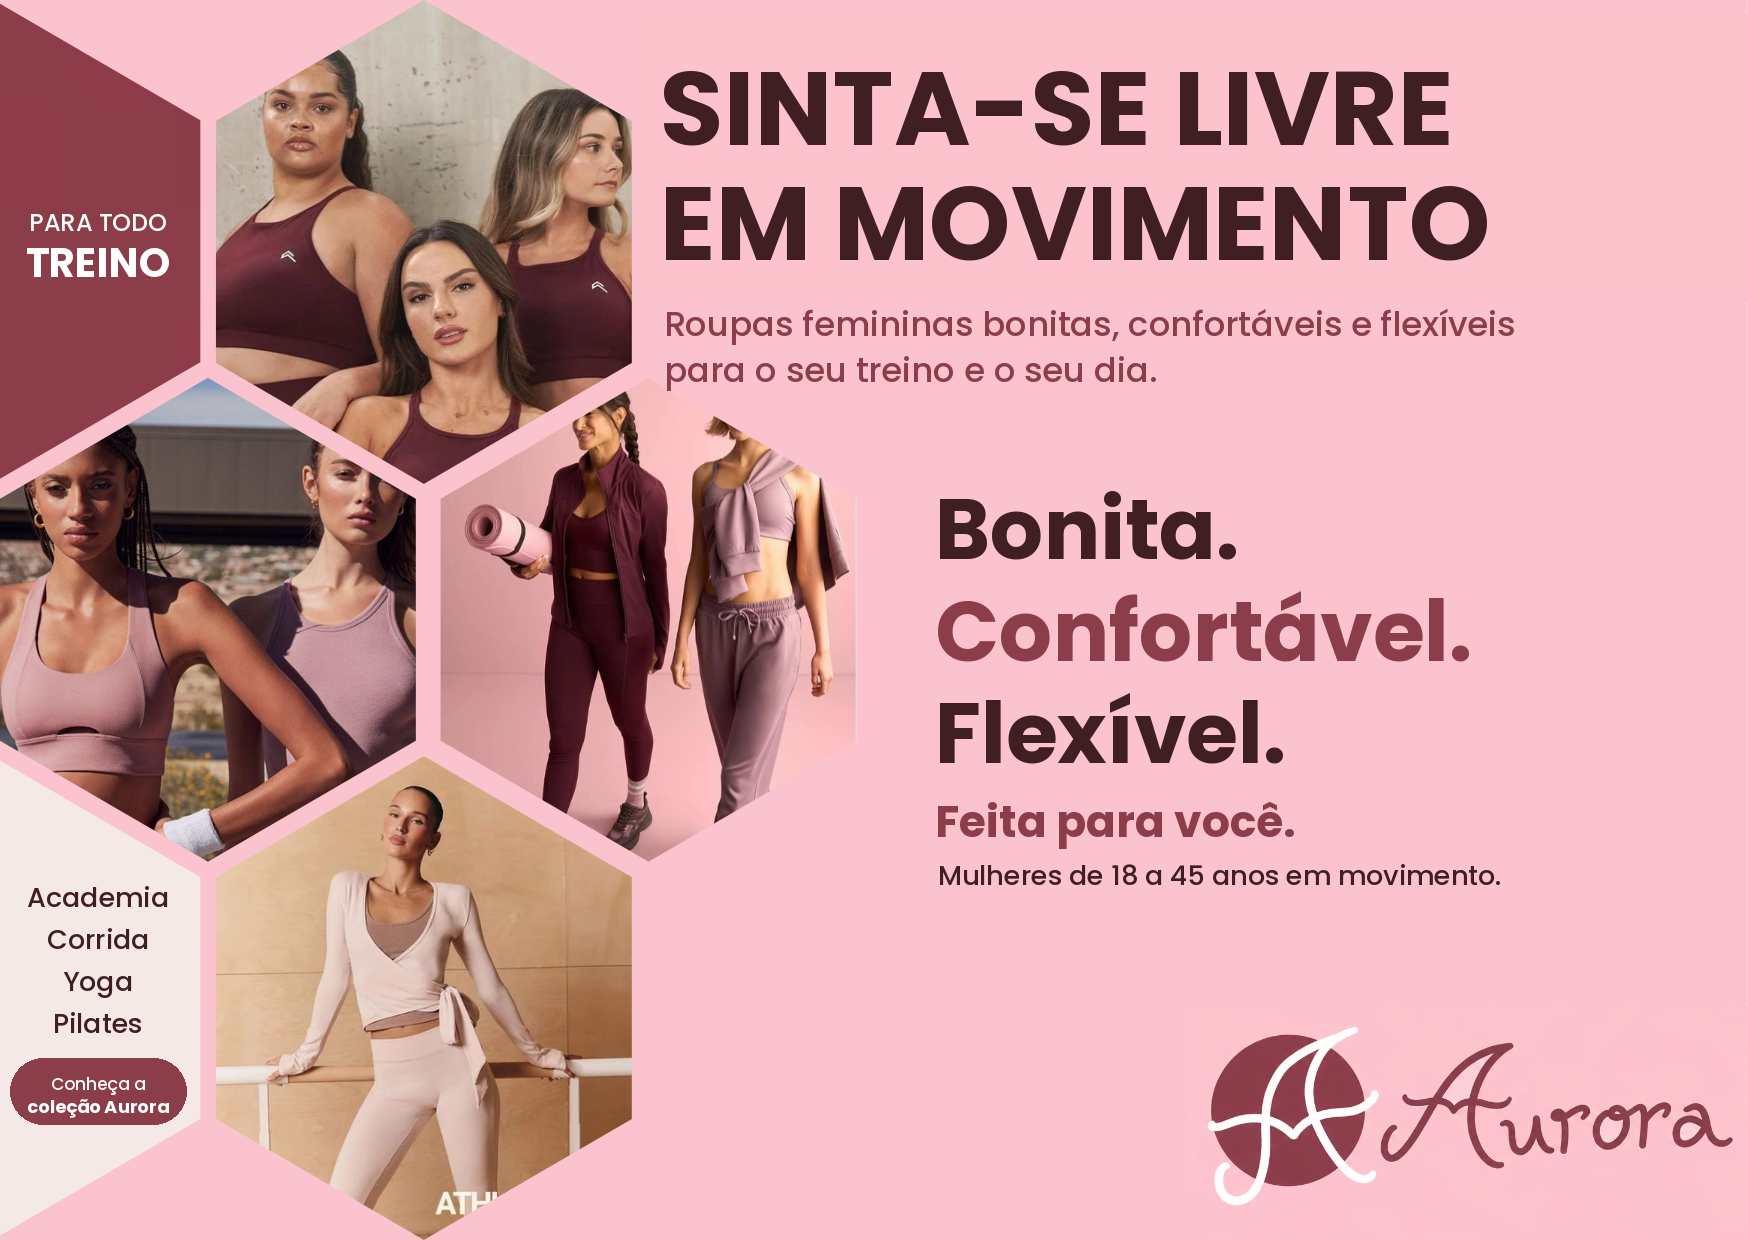 PARA TODO
TREINO
SINTA-SE LIVRE
EM MOVIMENTO
Roupas femininas bonitas, confortáveis e flexíveis
para o seu treino e o seu dia.
Bonita.
Confortável.
Flexível.
Feita para você.
Mulheres de 18 a 45 anos em movimento.
Academia
Corrida
Yoga
Pilates
Conheça a
coleção Aurora
A Aurora